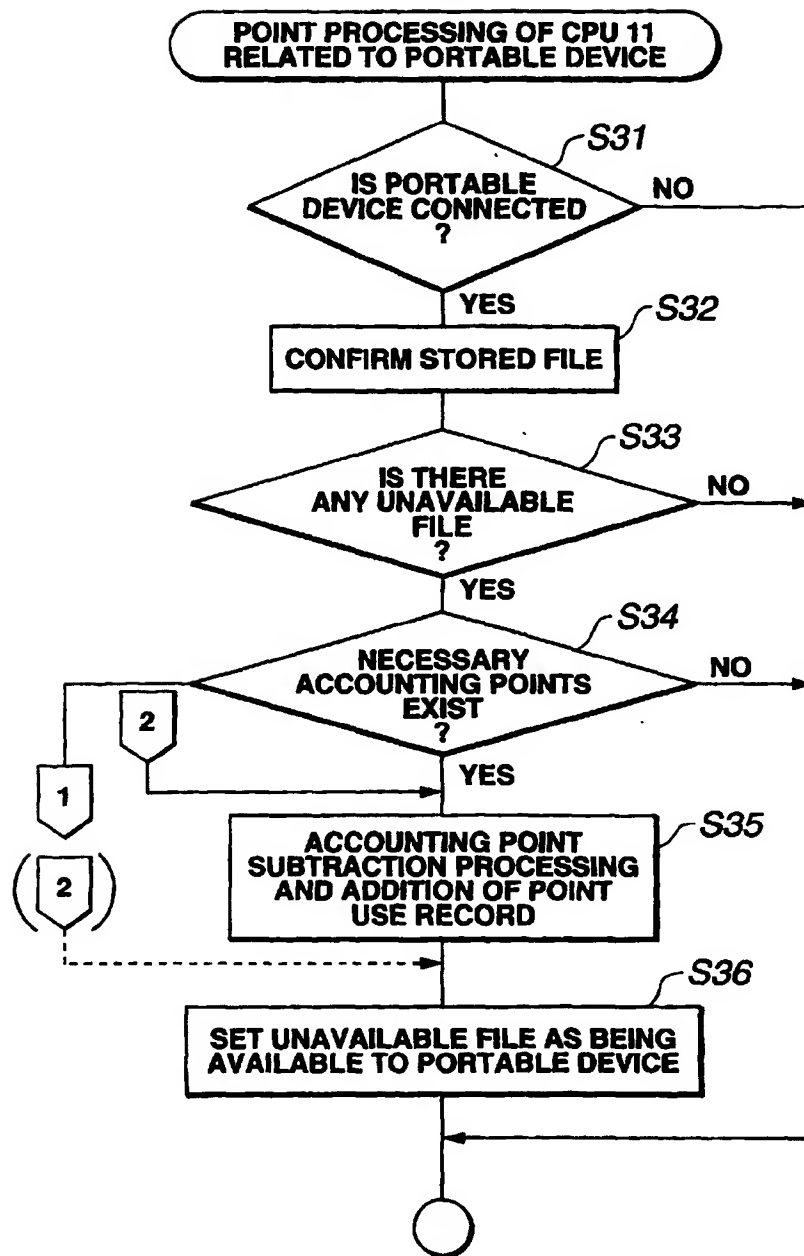 POINT PROCESSING OF CPU 11
RELATED TO PORTABLE DEVICE
S31
IS PORTABLE
DEVICE CONNECTED
?
NO
YES
S32
CONFIRM STORED FILE
S33
IS THERE
ANY UNAVAILABLE
FILE
?
NO
YES
S34
NECESSARY
ACCOUNTING POINTS
EXIST
?
NO
2
YES
1
S35
ACCOUNTING POINT
SUBTRACTION PROCESSING
AND ADDITION OF POINT
USE RECORD
(2)
S36
SET UNAVAILABLE FILE AS BEING
AVAILABLE TO PORTABLE DEVICE